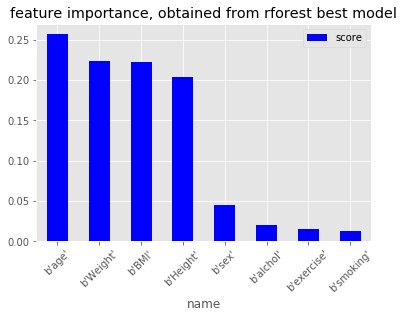 feature importance, obtained from rforest best model
score
0.25
0.20
0.15
0.10
0.05
0.00
b'age'
b'Weight'
b'BMI'
b'Height'
b'sex'
b'alchol'
b'exercise'
b'smoking'
name